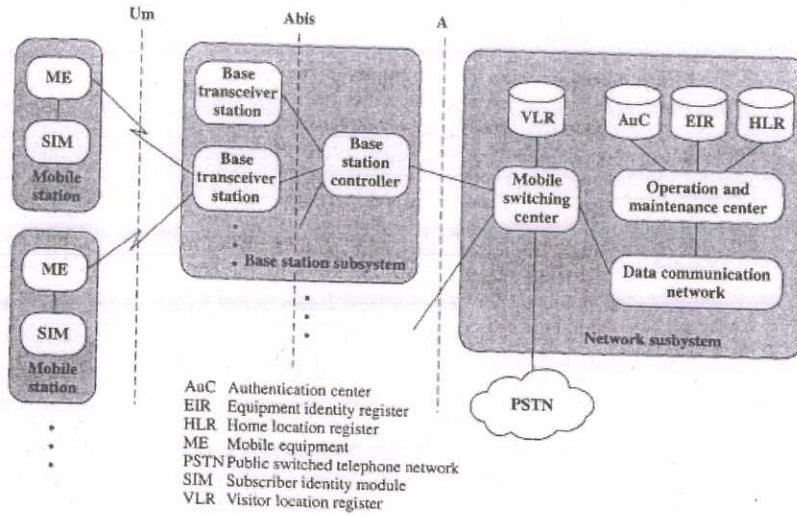 Um
Abis
A
ME
SIM
Mobile
station
ME
SIM
Mobile
station
Base
transceiver
station
Base
transceiver
station
Base
station
controller
Base station subsystem
VLR
AuC
EIR
HLR
Mobile
switching
center
Operation and
maintenance center
Data communication
network
Network susbystem
PSTN
AuC Authentication center
EIR Equipment identity register
HLR Home location register
ME Mobile equipment
PSTN Public switched telephone network
SIM Subscriber identity module
VLR Visitor location register